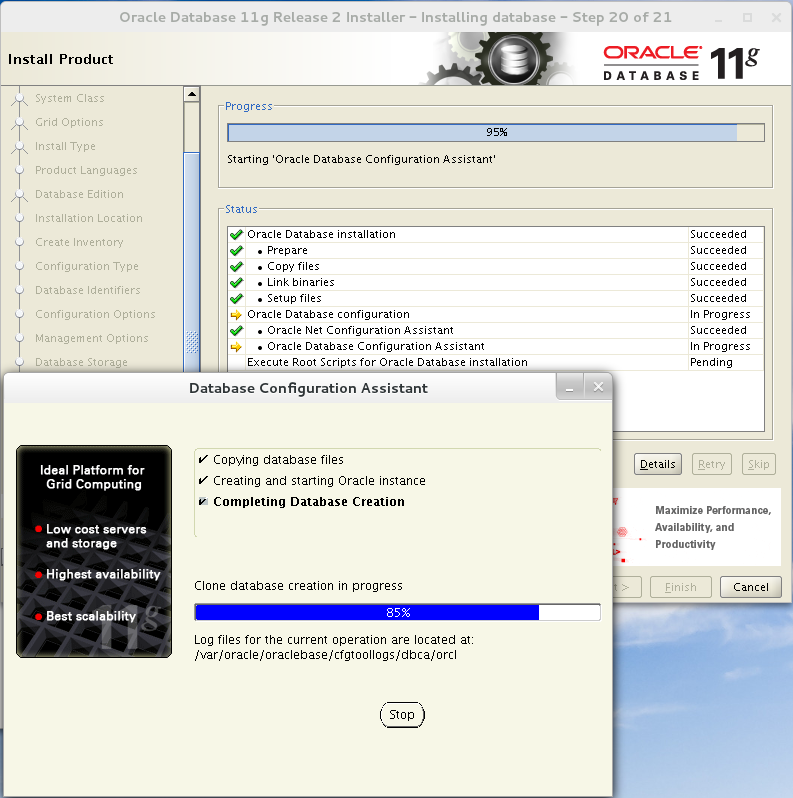 Oracle Database 11g Release 2 Installer - Installing database - Step 20 of 21
Install Product
ORACLE
DATABASE
11g
System Class
Grid Options
Install Type
Product Languages
Database Edition
Installation Location
Create Inventory
Configuration Type
Database Identifiers
Configuration Options
Management Options
Database Storage
Progress
95%
Starting 'Oracle Database Configuration Assistant'
Status
Oracle Database installation Succeeded
• Prepare Succeeded
• Copy files Succeeded
• Link binaries Succeeded
• Setup files Succeeded
Oracle Database configuration In Progress
• Oracle Net Configuration Assistant Succeeded
• Oracle Database Configuration Assistant In Progress
Execute Root Scripts for Oracle Database installation Pending
Details Retry Skip
Maximize Performance,
Availability, and
Productivity
t > Finish Cancel
Database Configuration Assistant
Ideal Platform for
Grid Computing
• Low cost servers
and storage
• Highest availability
• Best scalability
11g
Copying database files
Creating and starting Oracle instance
Completing Database Creation
Clone database creation in progress
85%
Log files for the current operation are located at:
/var/oracle/oraclebase/cfgtoollogs/dbca/orcl
Stop